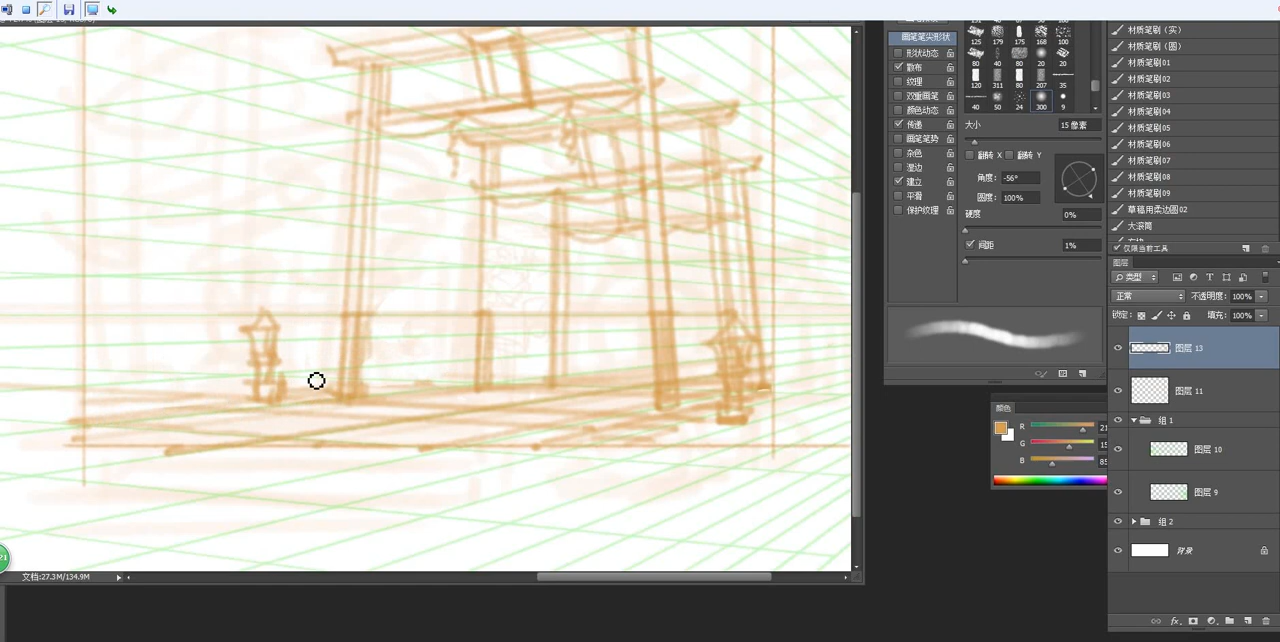 画笔笔尖形状
形状动态
散布
纹理
双重画笔
颜色动态
传递
画笔笔势
杂色
湿边
建立
平滑
保护纹理
125 179 175 168 100
80 40 80 20 20
120 311 80 207 35
40 50 24 300 9
大小
15 像素
翻转 X 翻转 Y
角度: -56°
圆度: 100%
硬度 0%
间距 1%
材质笔刷 (实)
材质笔刷 (圆)
材质笔刷01
材质笔刷02
材质笔刷03
材质笔刷04
材质笔刷05
材质笔刷06
材质笔刷07
材质笔刷08
材质笔刷09
草稿用柔边圆02
大滚筒
仅限当前工具
图层
类型
正常 不透明度: 100%
锁定: 填充: 100%
图层 13
图层 11
组 1
图层 10
图层 9
组 2
背景
颜色
R
G
B 85
文档:27.3M/134.9M
21